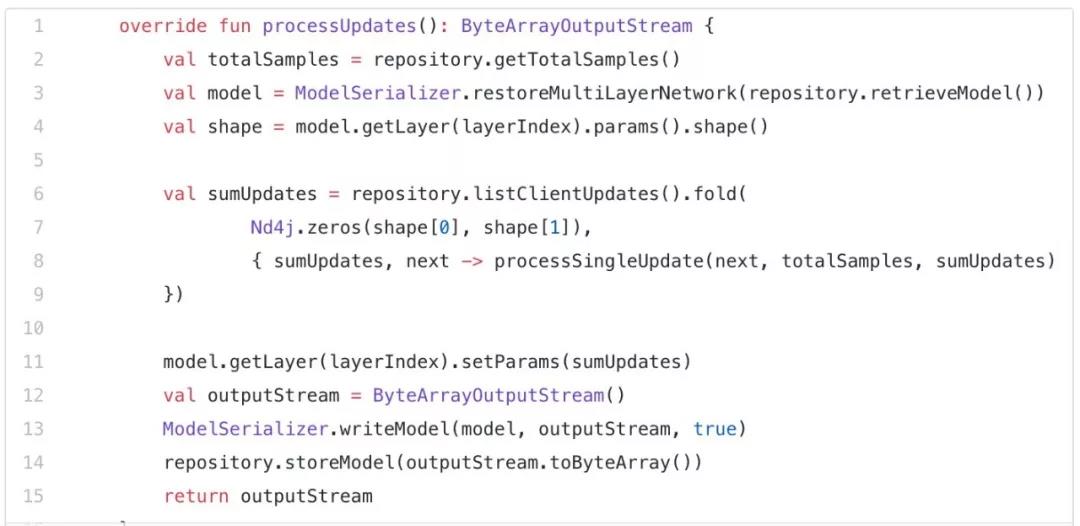 1 override fun processUpdates(): ByteArrayOutputStream {
2 val totalSamples = repository.getTotalSamples()
3 val model = ModelSerializer.restoreMultiLayerNetwork(repository.retrieveModel())
4 val shape = model.getLayer(layerIndex).params().shape()
5
6 val sumUpdates = repository.listClientUpdates().fold(
7 Nd4j.zeros(shape[0], shape[1]),
8 { sumUpdates, next -> processSingleUpdate(next, totalSamples, sumUpdates)
9 })
10
11 model.getLayer(layerIndex).setParams(sumUpdates)
12 val outputStream = ByteArrayOutputStream()
13 ModelSerializer.writeModel(model, outputStream, true)
14 repository.storeModel(outputStream.toByteArray())
15 return outputStream